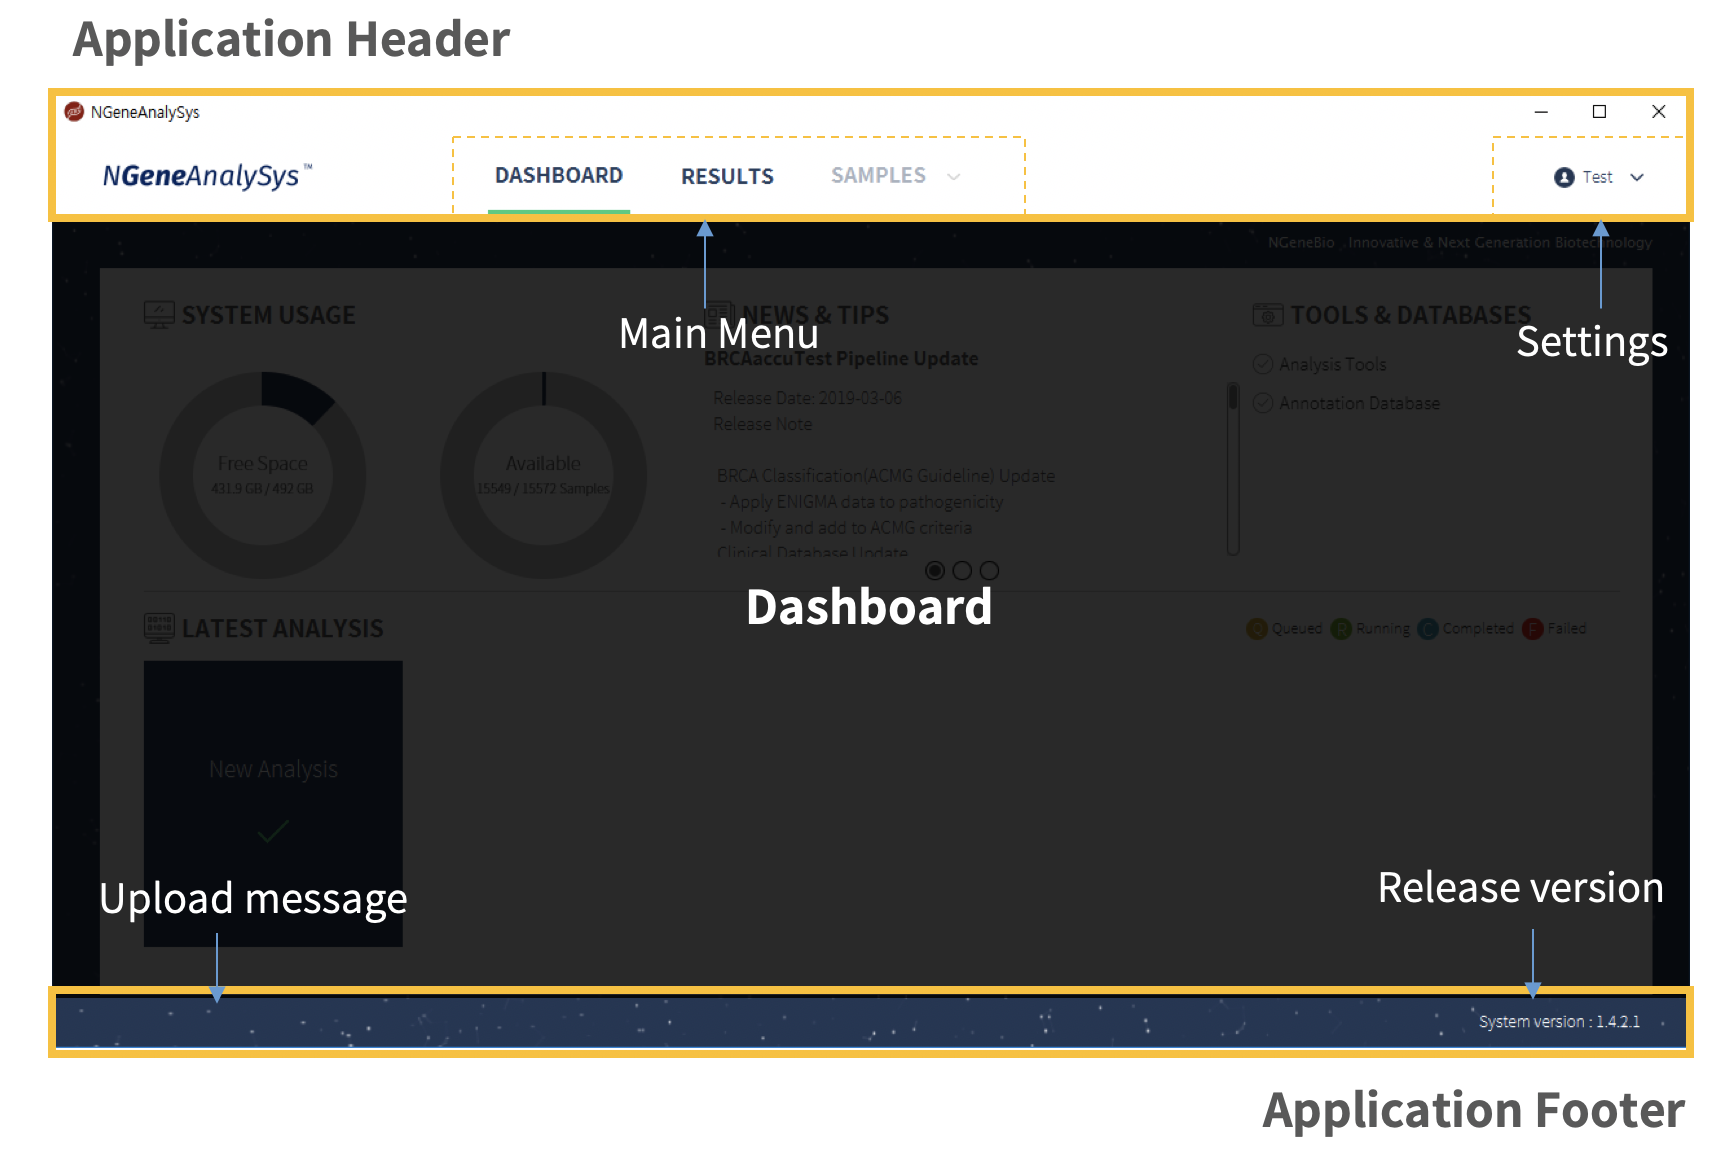 Application Header
NGeneAnalySys
NGeneAnalySys™
DASHBOARD
RESULTS
SAMPLES
Test
NGeneBio . Innovative & Next Generation Biotechnology
SYSTEM USAGE
NEWS & TIPS
TOOLS & DATABASES
Main Menu
Settings
Free Space
431.9 GB / 492 GB
Available
15549 / 15572 Samples
BRCAaccuTest Pipeline Update
Release Date: 2019-03-06
Release Note
BRCA Classification(ACMG Guideline) Update
- Apply ENIGMA data to pathogenicity
- Modify and add to ACMG criteria
Clinical Database Update
Analysis Tools
Annotation Database
Dashboard
LATEST ANALYSIS
Q Queued R Running C Completed F Failed
New Analysis
Upload message
Release version
System version : 1.4.2.1
Application Footer